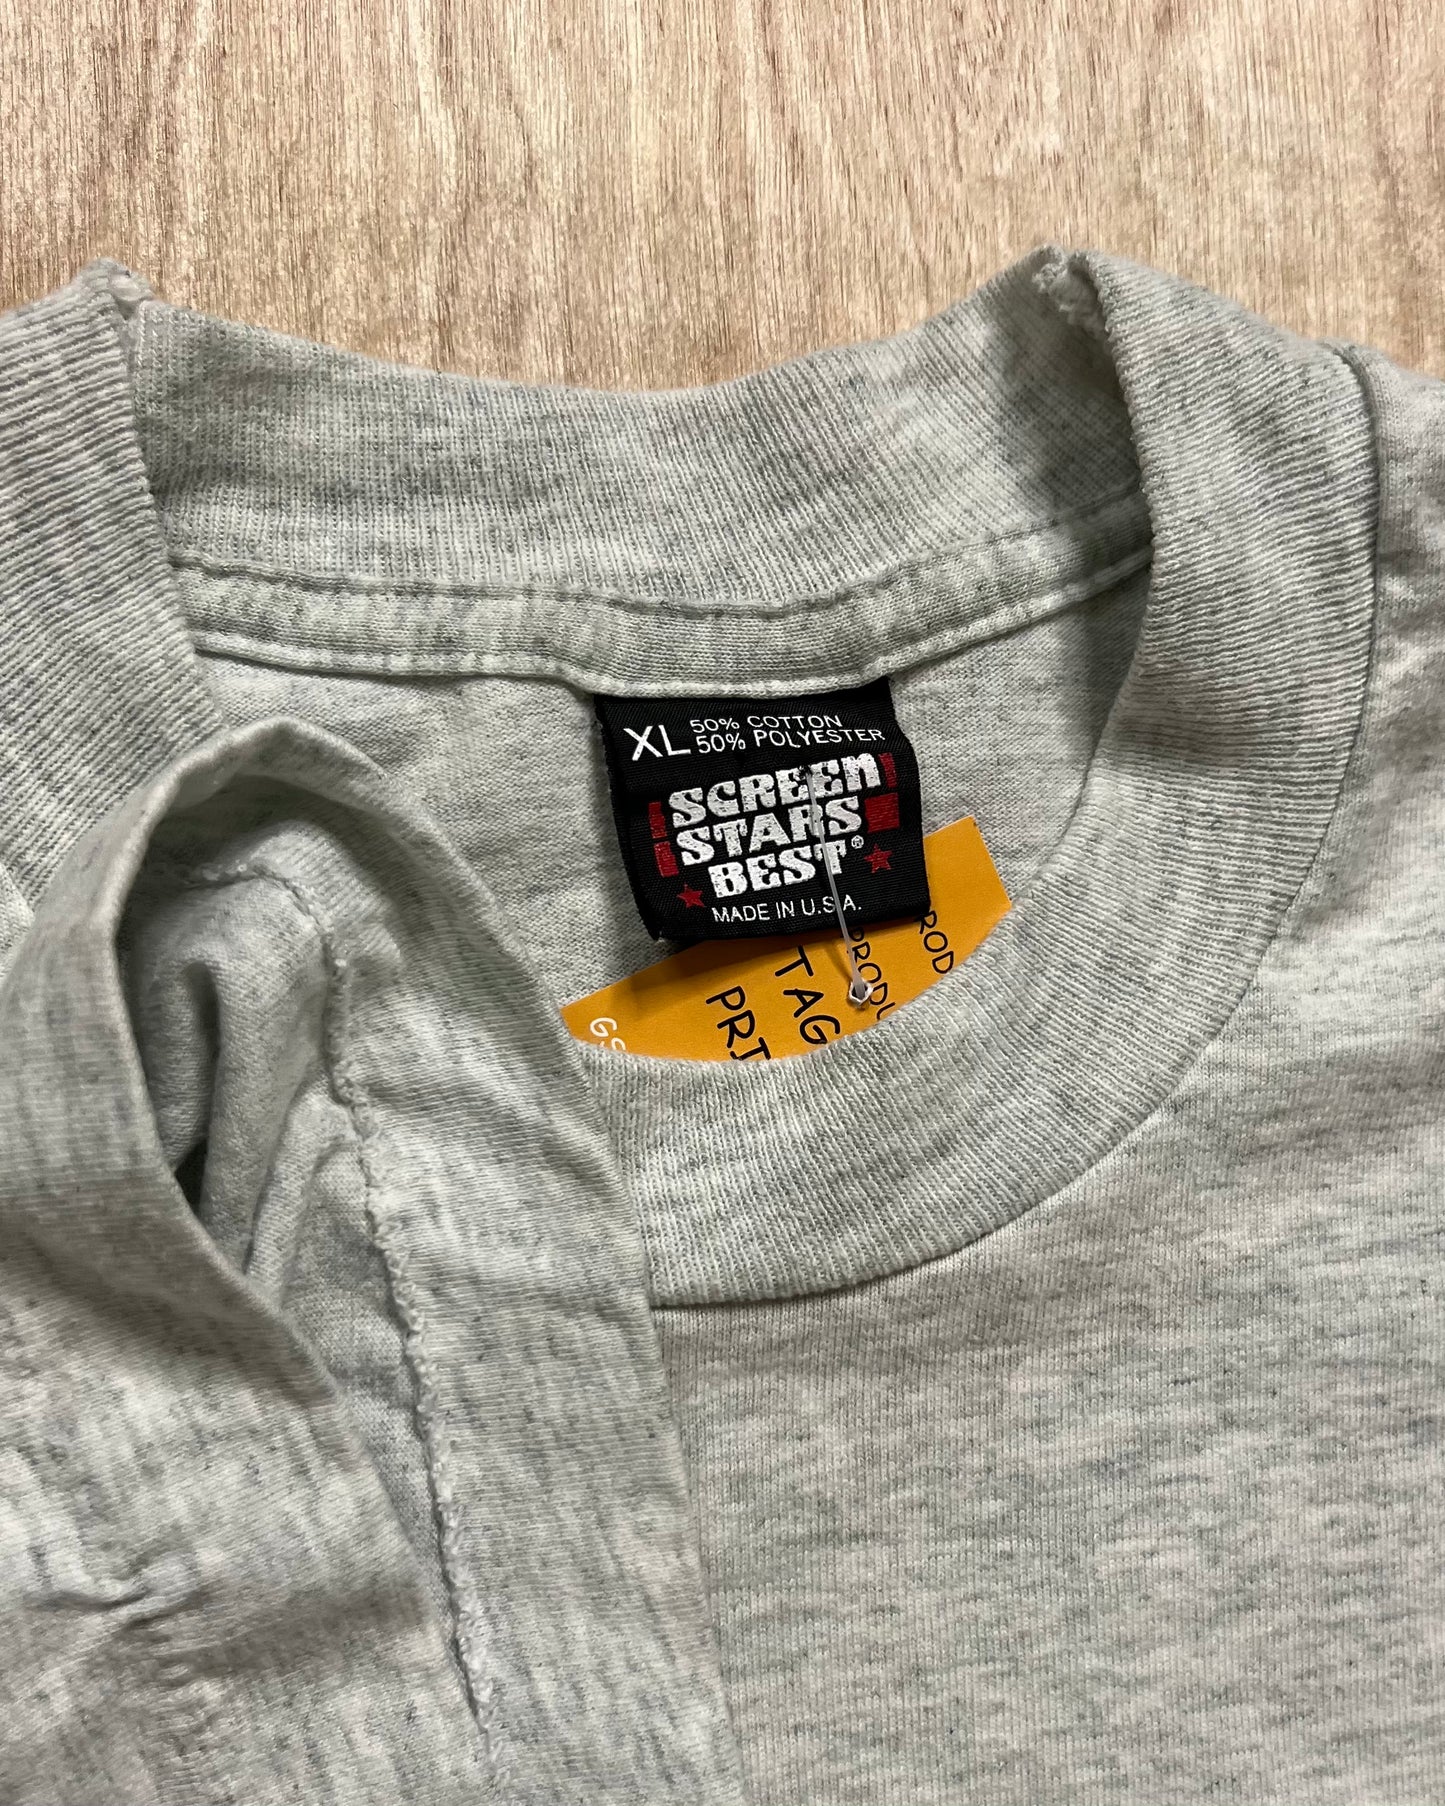 XL 50% COTTON
50% POLYESTER
SCREEN
STARS
BEST®
MADE IN U.S.A.
TAG